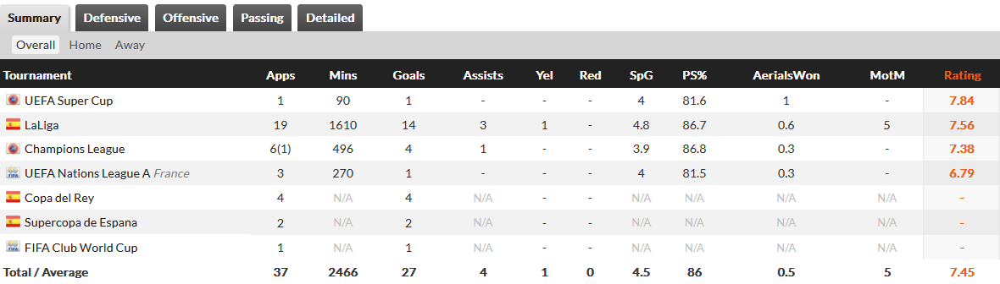 Summary Defensive Offensive Passing Detailed
Overall Home Away
Tournament Apps Mins Goals Assists Yel Red SpG PS% AerialsWon MotM Rating
UEFA Super Cup 1 90 1 - - - 4 81.6 1 - 7.84
LaLiga 19 1610 14 3 1 - 4.8 86.7 0.6 5 7.56
Champions League 6(1) 496 4 1 - - 3.9 86.8 0.3 - 7.38
UEFA Nations League A France 3 270 1 - - - 4 81.5 0.3 - 6.79
Copa del Rey 4 N/A 4 N/A - - N/A N/A N/A N/A -
Supercopa de Espana 2 N/A 2 N/A - - N/A N/A N/A N/A -
FIFA Club World Cup 1 N/A 1 N/A - - N/A N/A N/A N/A -
Total / Average 37 2466 27 4 1 0 4.5 86 0.5 5 7.45